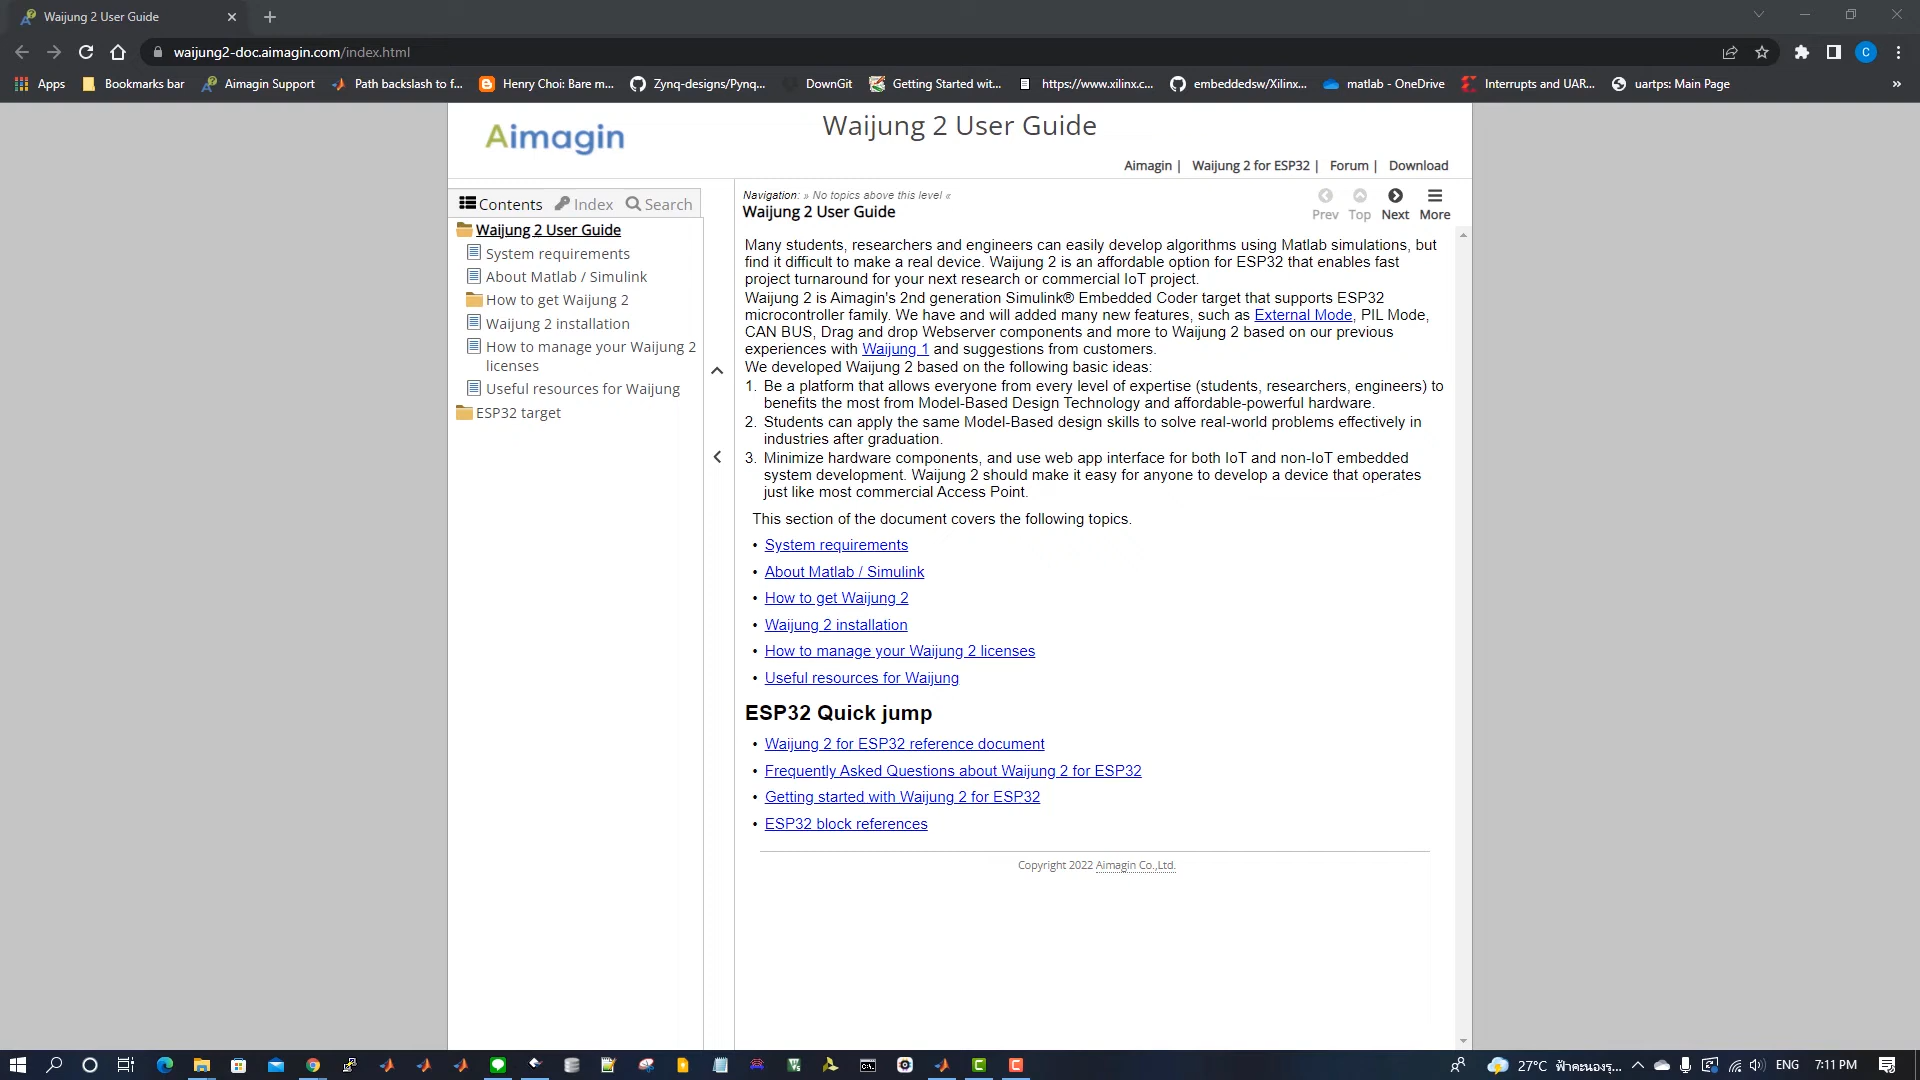 Waijung 2 User Guide
waijung2-doc.aimagin.com/index.html
C
Apps
Bookmarks bar
Aimagin Support
Path backslash to f...
Henry Choi: Bare m...
Zynq-designs/Pynq...
DownGit
Getting Started wit...
https://www.xilinx.c...
embeddedsw/Xilinx...
matlab - OneDrive
Interrupts and UAR...
uartps: Main Page
»
Aimagin
Waijung 2 User Guide
Aimagin | Waijung 2 for ESP32 | Forum | Download
Contents Index Search
Waijung 2 User Guide
System requirements
About Matlab / Simulink
How to get Waijung 2
Waijung 2 installation
How to manage your Waijung 2
licenses
Useful resources for Waijung
ESP32 target
Navigation: » No topics above this level «
Waijung 2 User Guide
Prev Top Next More
Many students, researchers and engineers can easily develop algorithms using Matlab simulations, but
find it difficult to make a real device. Waijung 2 is an affordable option for ESP32 that enables fast
project turnaround for your next research or commercial IoT project.
Waijung 2 is Aimagin's 2nd generation Simulink® Embedded Coder target that supports ESP32
microcontroller family. We have and will added many new features, such as External Mode, PIL Mode,
CAN BUS, Drag and drop Webserver components and more to Waijung 2 based on our previous
experiences with Waijung 1 and suggestions from customers.
We developed Waijung 2 based on the following basic ideas:
1. Be a platform that allows everyone from every level of expertise (students, researchers, engineers) to
benefits the most from Model-Based Design Technology and affordable-powerful hardware.
2. Students can apply the same Model-Based design skills to solve real-world problems effectively in
industries after graduation.
3. Minimize hardware components, and use web app interface for both IoT and non-IoT embedded
system development. Waijung 2 should make it easy for anyone to develop a device that operates
just like most commercial Access Point.
This section of the document covers the following topics.
• System requirements
• About Matlab / Simulink
• How to get Waijung 2
• Waijung 2 installation
• How to manage your Waijung 2 licenses
• Useful resources for Waijung
ESP32 Quick jump
• Waijung 2 for ESP32 reference document
• Frequently Asked Questions about Waijung 2 for ESP32
• Getting started with Waijung 2 for ESP32
• ESP32 block references
Copyright 2022 Aimagin Co.,Ltd.
27°C ฟ้าคะนองรุ...
ENG
7:11 PM